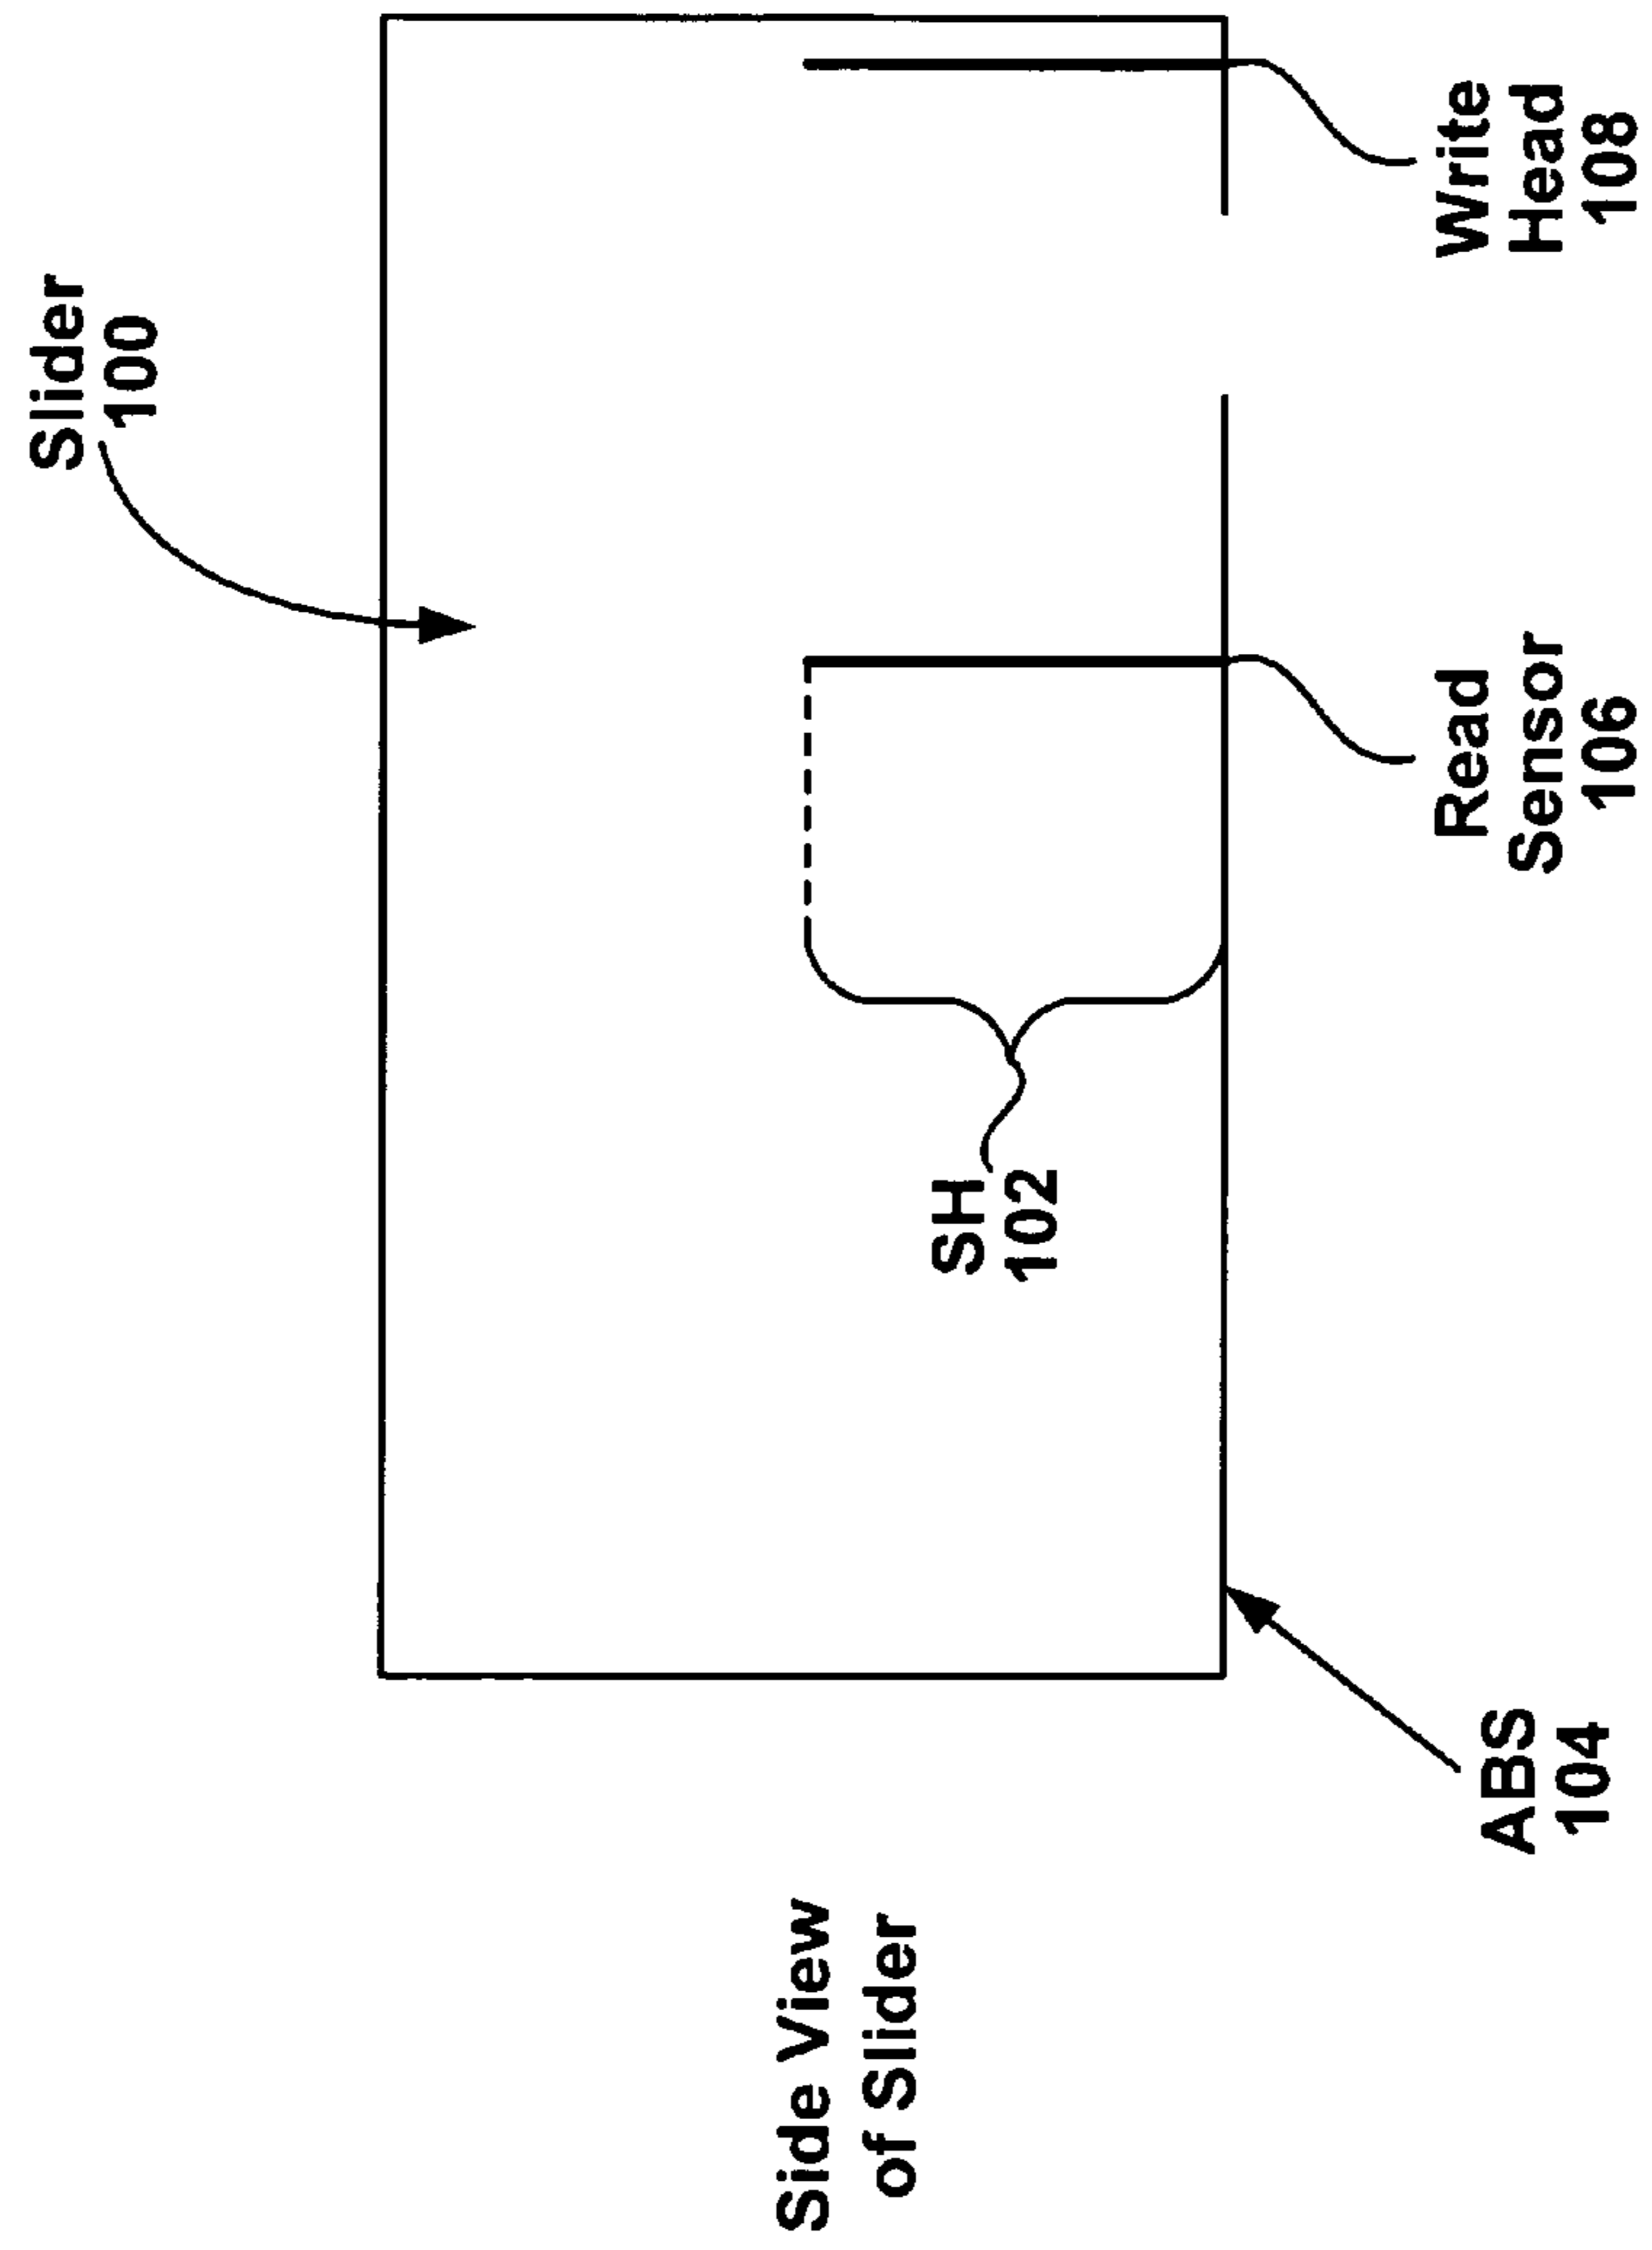 Side View
of Slider
Slider
100
SH
102
ABS
104
Read
Sensor
106
Write
Head
108